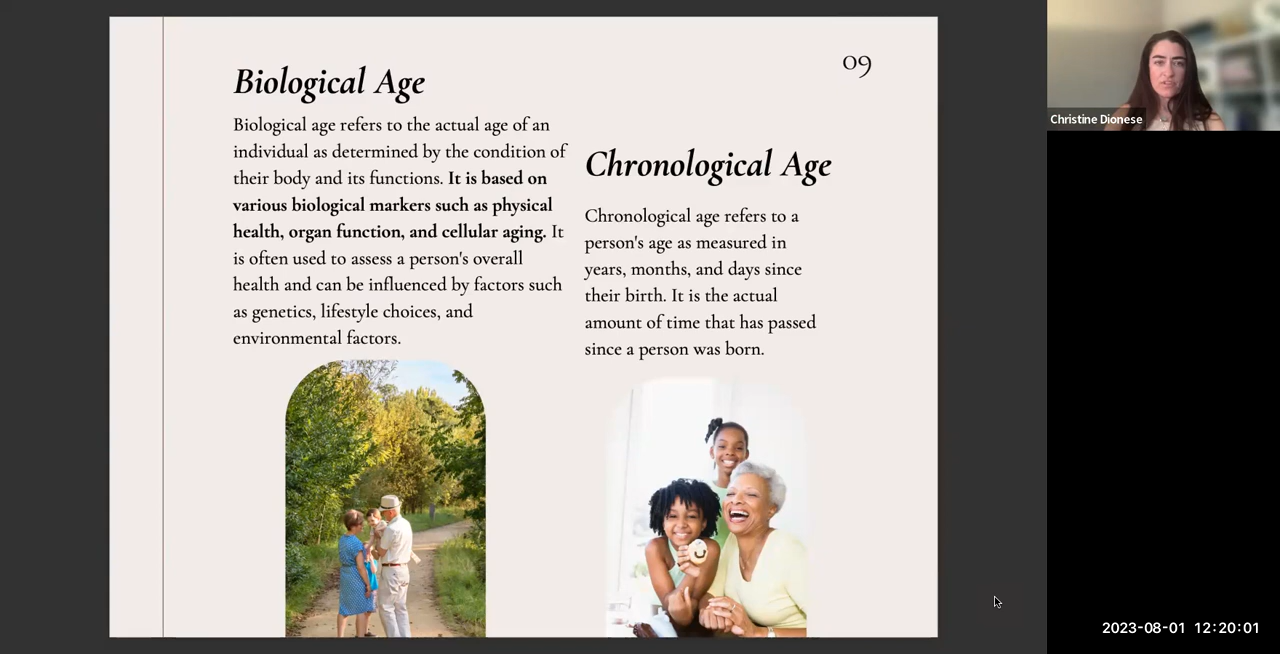 Biological Age
Biological age refers to the actual age of an
individual as determined by the condition of
their body and its functions. It is based on
various biological markers such as physical
health, organ function, and cellular aging. It
is often used to assess a person's overall
health and can be influenced by factors such
as genetics, lifestyle choices, and
environmental factors.
09
Chronological Age
Chronological age refers to a
person's age as measured in
years, months, and days since
their birth. It is the actual
amount of time that has passed
since a person was born.
Christine Dionese
2023-08-01 12:20:01